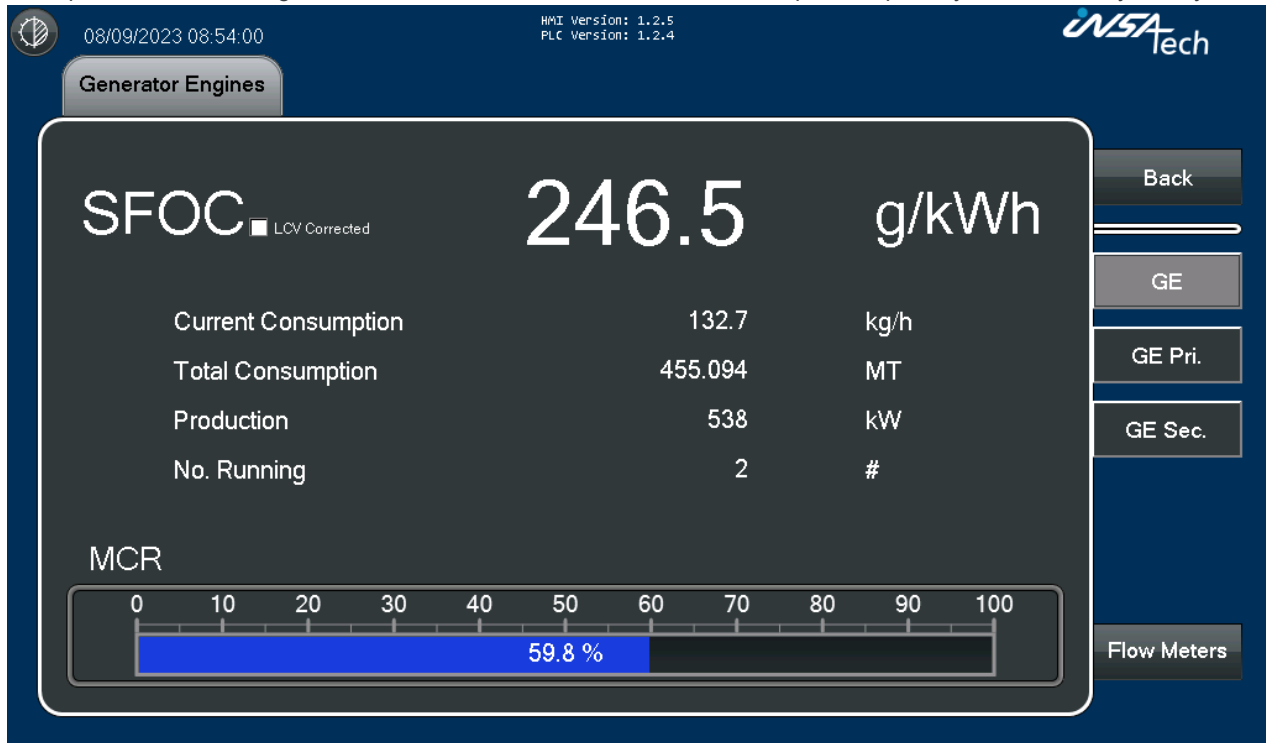 HMI Version: 1.2.5
08/09/2023 08:54:00
PLC Version: 1.2.4
iNSA Tech
Generator Engines
Back
SFOC LCV Corrected 246.5 g/kWh
GE
Current Consumption 132.7 kg/h
GE Pri.
Total Consumption 455.094 MT
Production 538 kW
GE Sec.
No. Running 2 #
MCR
0 10 20 30 40 50 60 70 80 90 100
59.8 %
Flow Meters